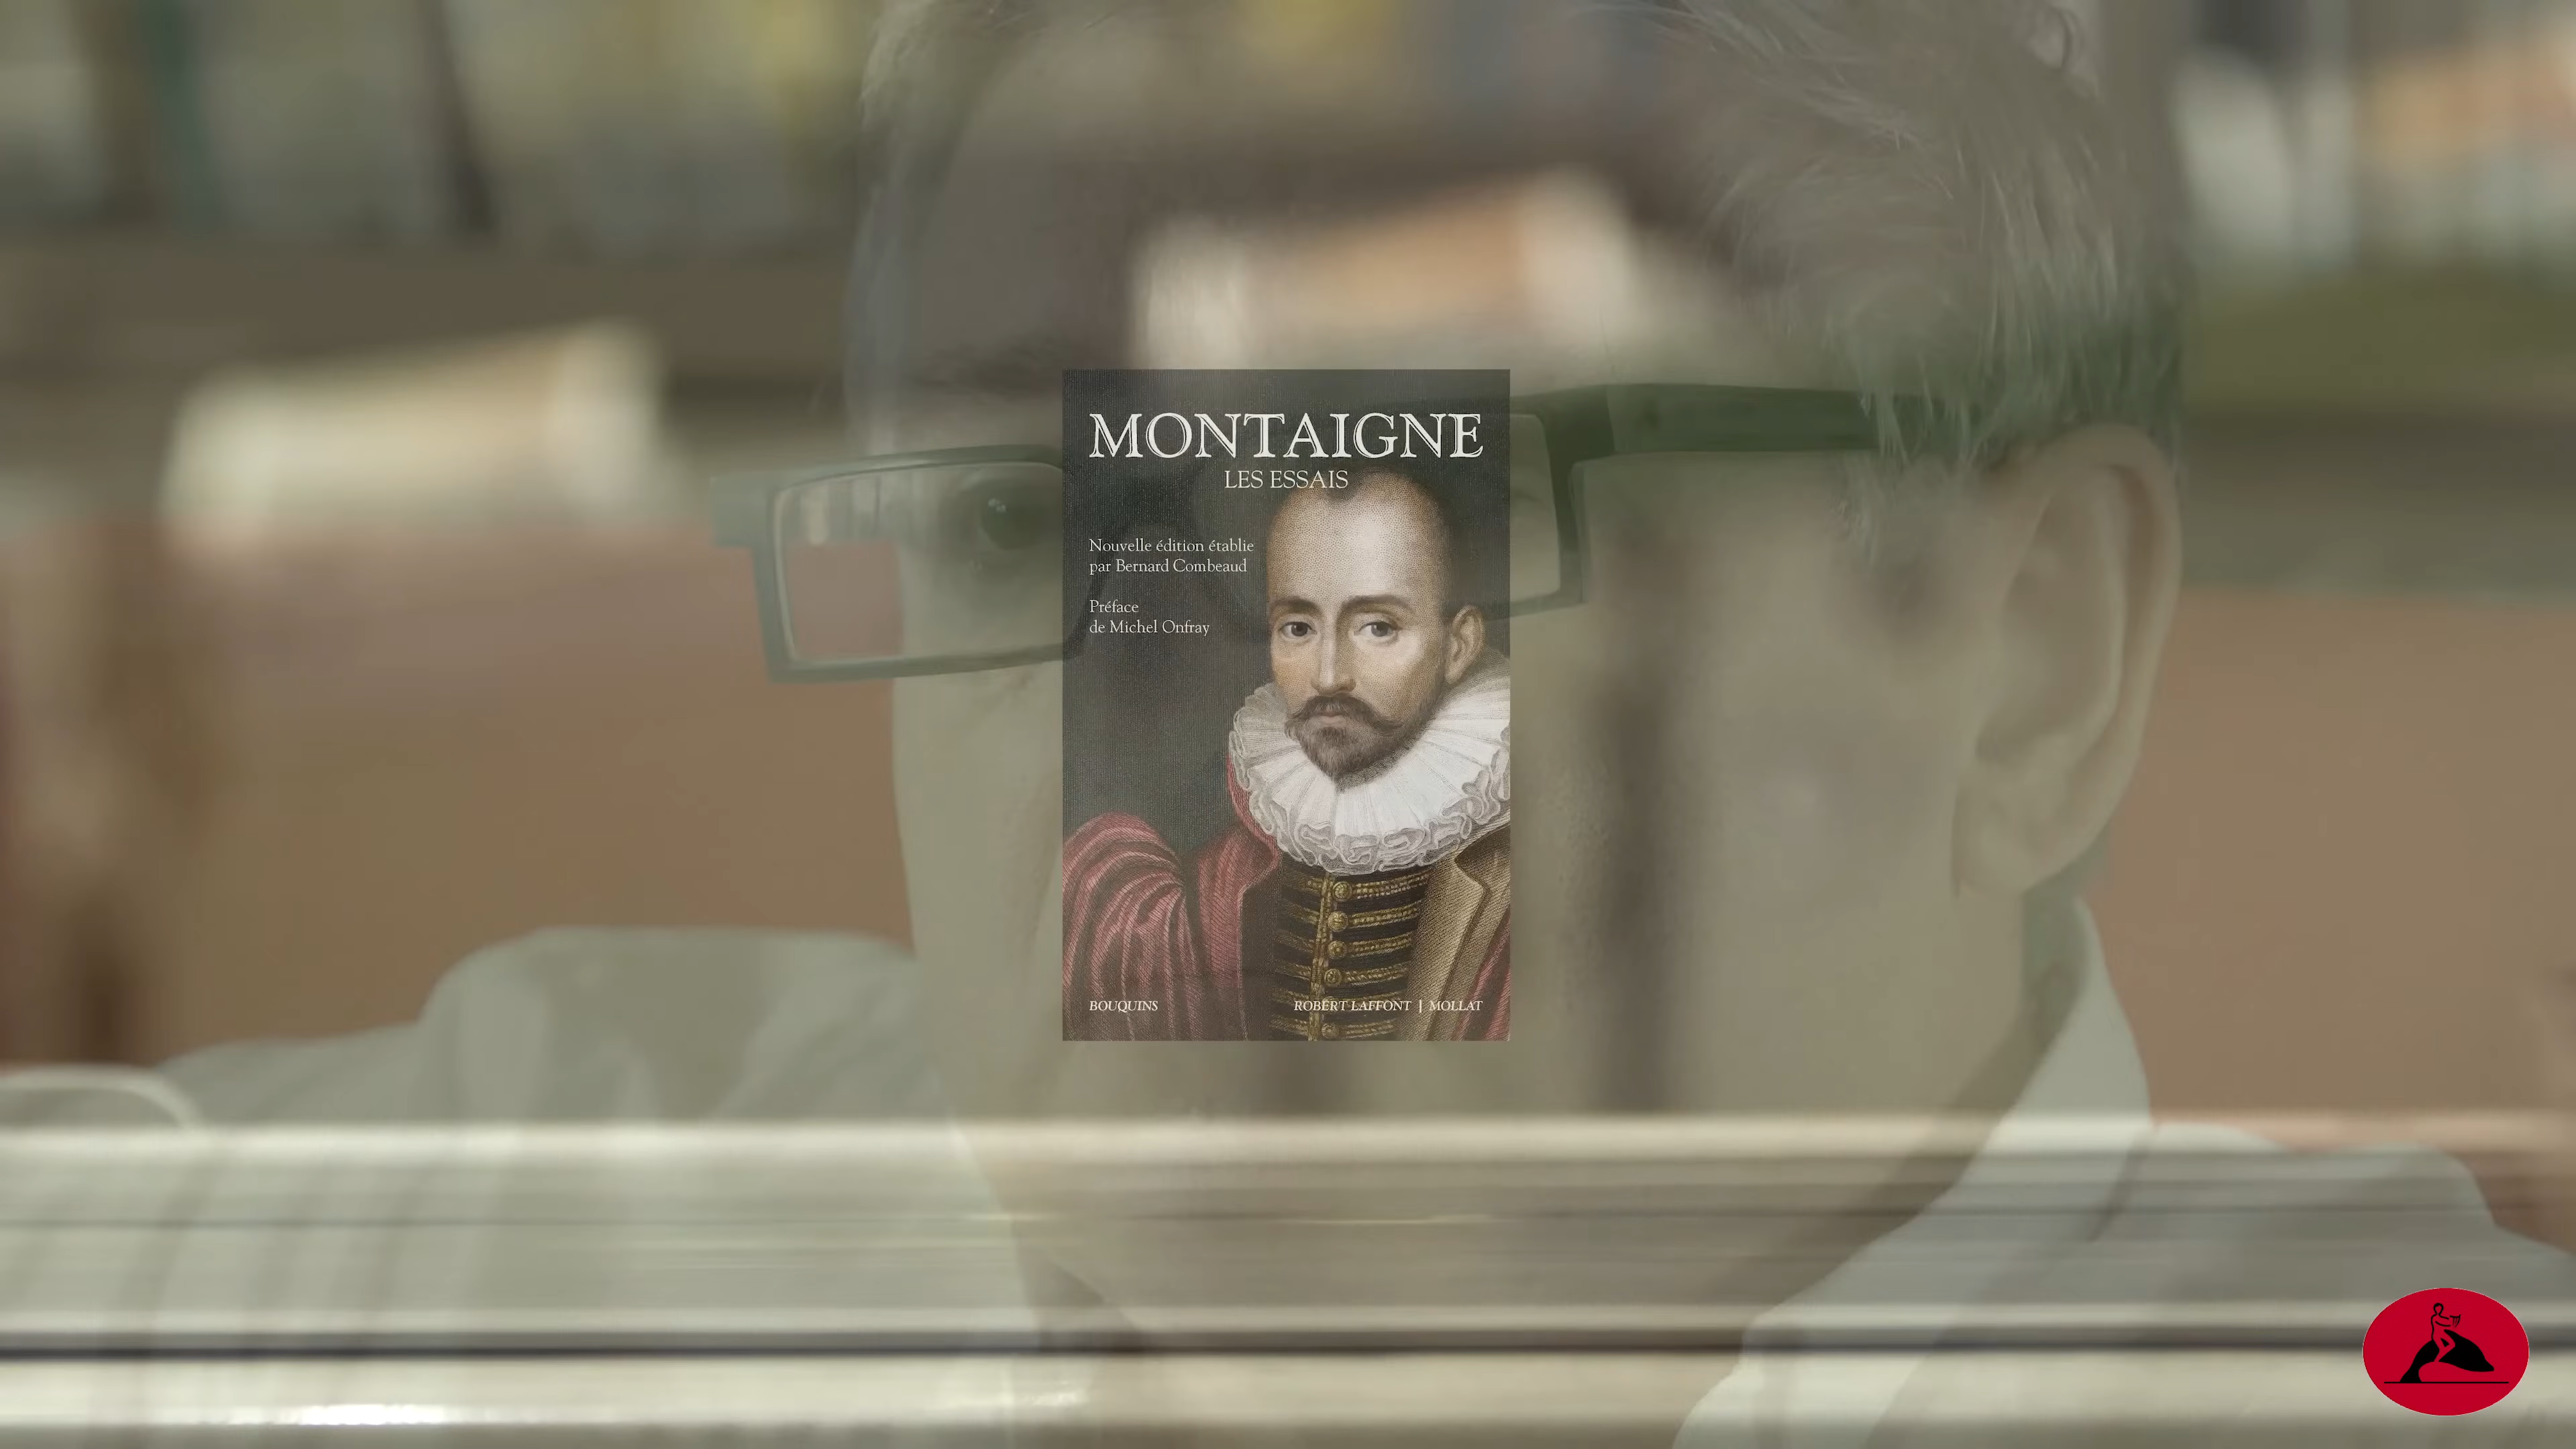 MONTAIGNE
LES ESSAIS
Nouvelle édition établie
par Bernard Combeaud
Préface
de Michel Onfray
BOUQUINS
ROBERT LAFFONT | MOLLAT